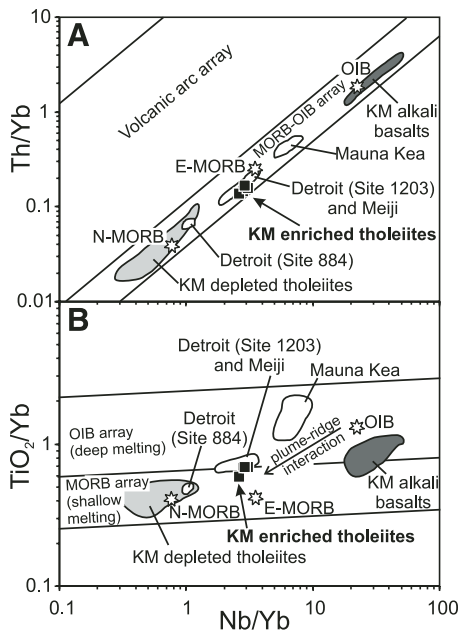 A
10
1
0.1
0.01
Th/Yb
Volcanic arc array
MORB-OIB array
OIB
KM alkali
basalts
Mauna Kea
E-MORB
Detroit (Site 1203)
and Meiji
KM enriched tholeiites
N-MORB
Detroit (Site 884)
KM depleted tholeiites
B
1
0.1
TiO₂/Yb
Detroit (Site 1203)
and Meiji
Mauna Kea
OIB array
(deep melting)
Detroit
(Site 884)
plume-ridge
interaction
OIB
MORB array
(shallow
melting)
N-MORB
E-MORB
KM alkali
basalts
KM enriched tholeiites
KM depleted tholeiites
0.1
1
10
100
Nb/Yb